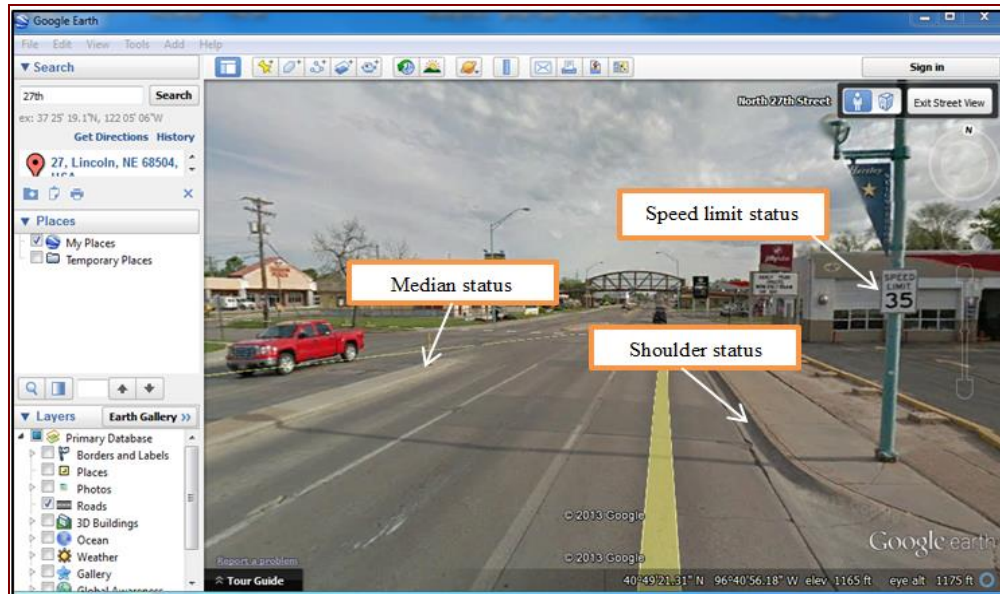 Google Earth
File Edit View Tools Add Help
▼ Search
27th
Search
ex: 37 25' 19.1"N, 122 05' 06"W
Get Directions History
27, Lincoln, NE 68504,
▼ Places
My Places
Temporary Places
▼ Layers
Earth Gallery >>
Primary Database
Borders and Labels
Places
Photos
Roads
3D Buildings
Ocean
Weather
Gallery
Global Awareness
Sign in
North 27th Street
Exit Street View
N
Speed limit status
Median status
Shoulder status
SPEED
LIMIT
35
© 2013 Google
© 2013 Google
Google earth
Report a problem
Tour Guide
40°49'21.31" N 96°40'56.18" W elev 1165 ft eye alt 1175 ft